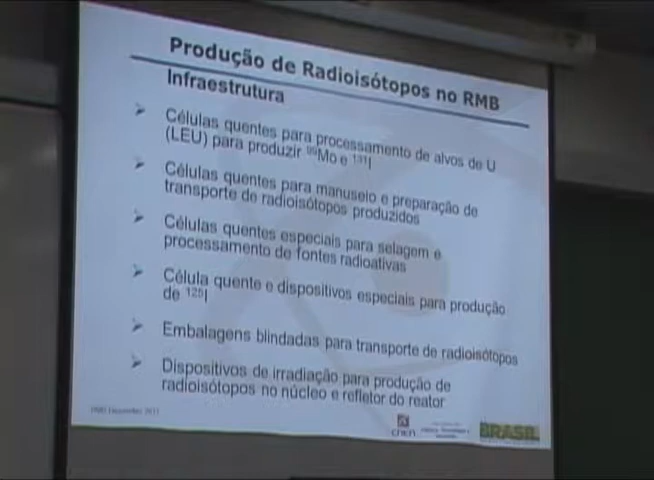 Produção de Radioisótopos no RMB
Infraestrutura
Células quentes para processamento de alvos de U
(LEU) para produzir ⁹⁹Mo e ¹³¹I
Células quentes para manuseio e preparação de
transporte de radioisótopos produzidos
Células quentes especiais para selagem e
processamento de fontes radioativas
Célula quente e dispositivos especiais para produção
de ¹²⁵I
Embalagens blindadas para transporte de radioisótopos
Dispositivos de irradiação para produção de
radioisótopos no núcleo e refletor do reator
CNEN
BRASIL